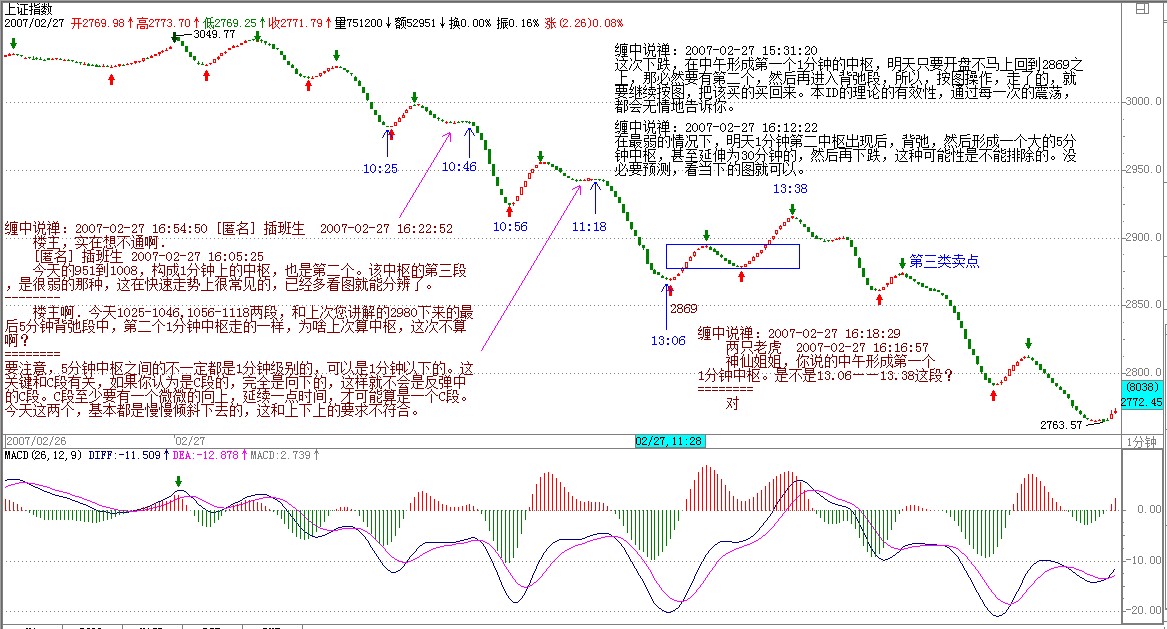 上证指数
2007/02/27 开2769.98↑高2773.70↑低2769.25↑收2771.79↑量751200↓额52951↓换0.00% 振0.16% 涨(2.26)0.08%
3049.77
缠中说禅: 2007-02-27 15:31:20
这次下跌，在中午形成第一个1分钟的中枢，明天只要开盘不马上回到2869之
上，那必然要有第二个，然后再进入背弛段，所以，按图操作，走了的，就
要继续按图，把该买的买回来。本ID的理论的有效性，通过每一次的震荡，
都会无情地告诉你。
缠中说禅: 2007-02-27 16:12:22
在最弱的情况下，明天1分钟第二中枢出现后，背弛，然后形成一个大的5分
钟中枢，甚至延伸为30分钟的，然后再下跌，这种可能性是不能排除的。没
必要预测，看当下的图就可以。
3000.0
2950.0
2900.0
2850.0
2800.0
(8038)
2772.45
10:25
10:46
10:56
11:18
13:38
第三类卖点
2869
13:06
缠中说禅: 2007-02-27 16:54:50 [匿名] 插班生 2007-02-27 16:22:52
楼主，实在想不通啊.
[匿名] 插班生 2007-02-27 16:05:25
今天的951到1008，构成1分钟上的中枢，也是第二个。该中枢的第三段
，是很弱的那种，这在快速走势上很常见的，已经多看图就能分辨了。
--------
楼主啊. 今天1025-1046,1056-1118两段，和上次您讲解的2980下来的最
后5分钟背弛段中，第二个1分钟中枢走的一样，为啥上次算中枢，这次不算
啊？
========
要注意，5分钟中枢之间的不一定都是1分钟级别的，可以是1分钟以下的。这
关键和C段有关，如果你认为是C段的，完全是向下的，这样就不会是反弹中
的C段。C段至少要有一个微微的向上，延续一点时间，才可能算是一个C段。
今天这两个，基本都是慢慢倾斜下去的，这和上下上的要求不符合。
缠中说禅: 2007-02-27 16:18:29
两只老虎 2007-02-27 16:16:57
神仙姐姐，你说的中午形成第一个
1分钟中枢. 是不是13.06——13.38这段？
========
对
2763.57
2007/02/26
02/27
02/27,11:28
1分钟
MACD(26,12,9) DIFF:-11.509↑DEA:-12.878↑MACD:2.739↑
0.00
-10.00
-20.00